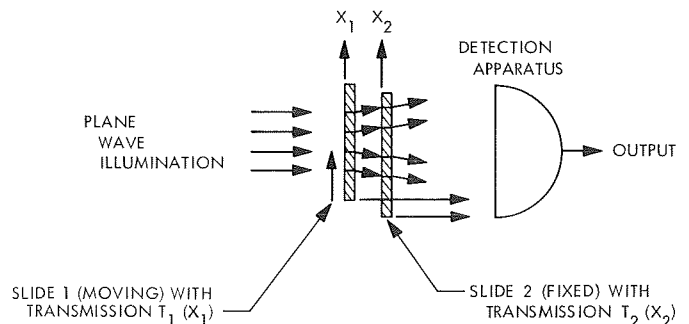 X1 X2
DETECTION
APPARATUS
PLANE
WAVE
ILLUMINATION
OUTPUT
SLIDE 1 (MOVING) WITH
TRANSMISSION T1 (X1)
SLIDE 2 (FIXED) WITH
TRANSMISSION T2 (X2)